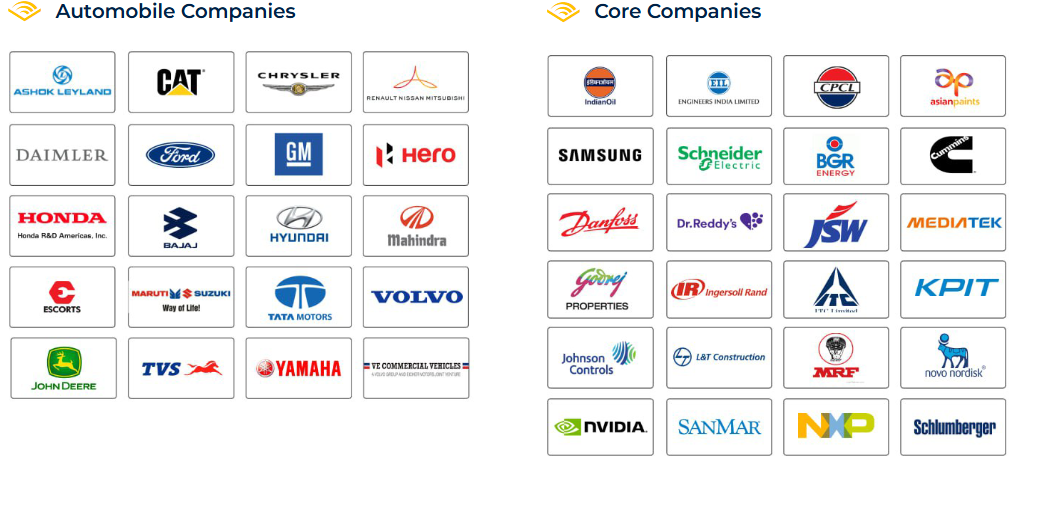 Automobile Companies
ASHOK LEYLAND
CAT
CHRYSLER
RENAULT NISSAN MITSUBISHI
DAIMLER
Ford
GM
Hero
HONDA
Honda R&D Americas, Inc.
BAJAJ
HYUNDAI
Mahindra
ESCORTS
MARUTI SUZUKI
Way of Life!
TATA MOTORS
VOLVO
JOHN DEERE
TVS
YAMAHA
VE COMMERCIAL VEHICLES
A VOLVO GROUP AND EICHER MOTORS JOINT VENTURE
Core Companies
इंडियनऑयल
IndianOil
EIL
ENGINEERS INDIA LIMITED
CPCL
ap
asianpaints
SAMSUNG
Schneider
Electric
BGR
ENERGY
Cummins
Danfoss
Dr.Reddy's
JSW
MEDIATEK
Godrej
PROPERTIES
IR Ingersoll Rand
ITC Limited
KPIT
Johnson
Controls
L&T Construction
MRF
novo nordisk®
NVIDIA.
SANMAR
NXP
Schlumberger